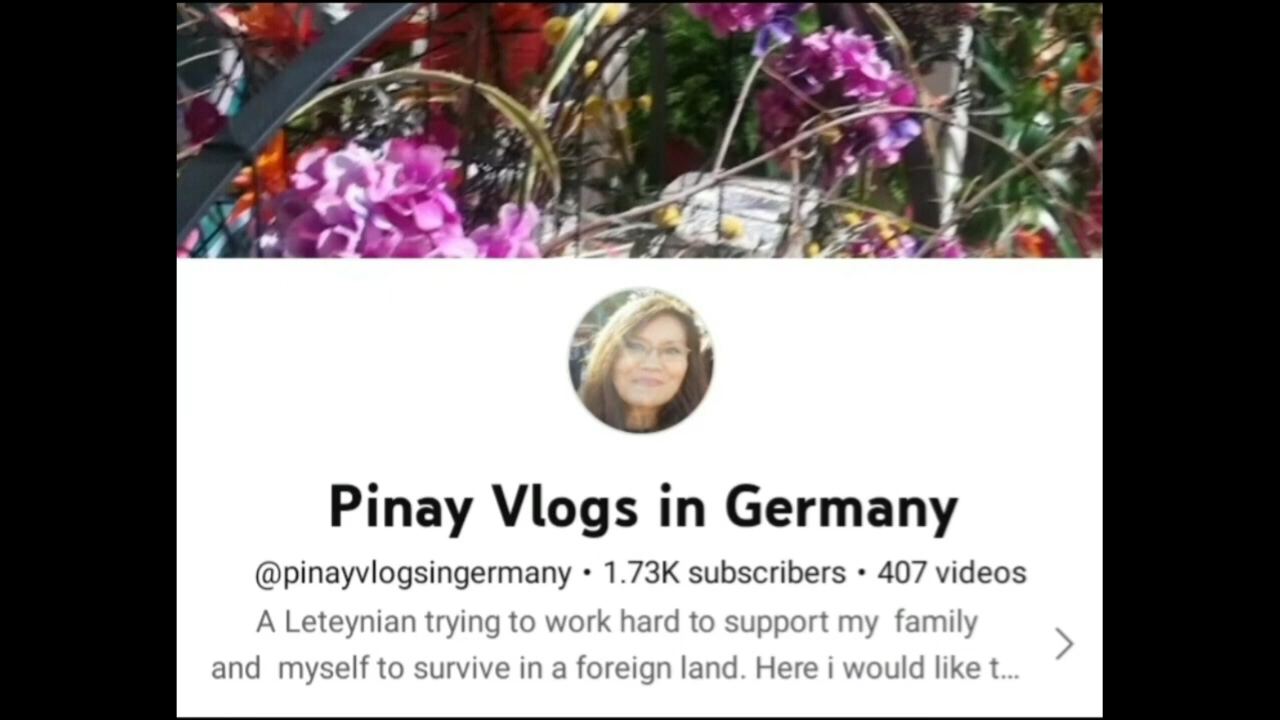 Pinay Vlogs in Germany
@pinayvlogsingermany • 1.73K subscribers • 407 videos
A Leteynian trying to work hard to support my family
and myself to survive in a foreign land. Here i would like t...